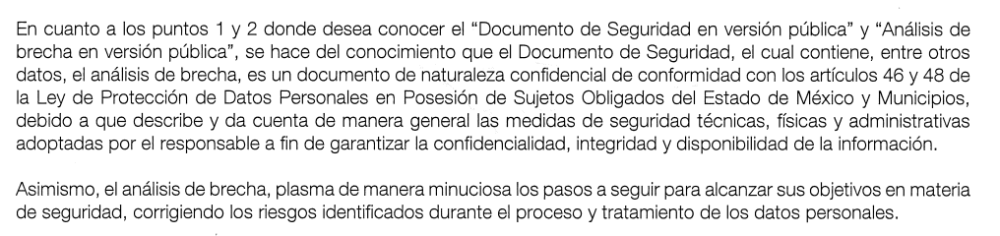 En cuanto a los puntos 1 y 2 donde desea conocer el “Documento de Seguridad en versión pública” y “Análisis de
brecha en versión pública”, se hace del conocimiento que el Documento de Seguridad, el cual contiene, entre otros
datos, el análisis de brecha, es un documento de naturaleza confidencial de conformidad con los artículos 46 y 48 de
la Ley de Protección de Datos Personales en Posesión de Sujetos Obligados del Estado de México y Municipios,
debido a que describe y da cuenta de manera general las medidas de seguridad técnicas, físicas y administrativas
adoptadas por el responsable a fin de garantizar la confidencialidad, integridad y disponibilidad de la información.
Asimismo, el análisis de brecha, plasma de manera minuciosa los pasos a seguir para alcanzar sus objetivos en materia
de seguridad, corrigiendo los riesgos identificados durante el proceso y tratamiento de los datos personales.